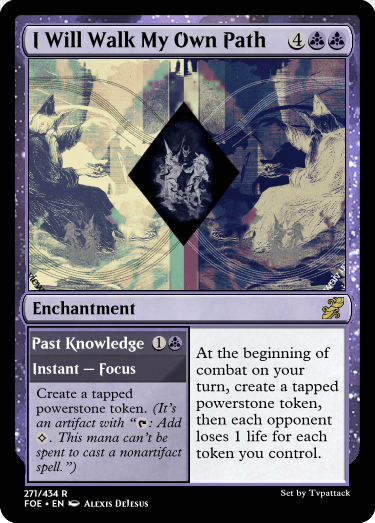 I Will Walk My Own Path 4
Enchantment
Past Knowledge 1
Instant — Focus
Create a tapped
powerstone token. (It's
an artifact with “: Add
. This mana can't be
spent to cast a nonartifact
spell.”)
At the beginning of
combat on your
turn, create a tapped
powerstone token,
then each opponent
loses 1 life for each
token you control.
271/434 R
FOE • EN Alexis DeJesus
Set by Tvpattack